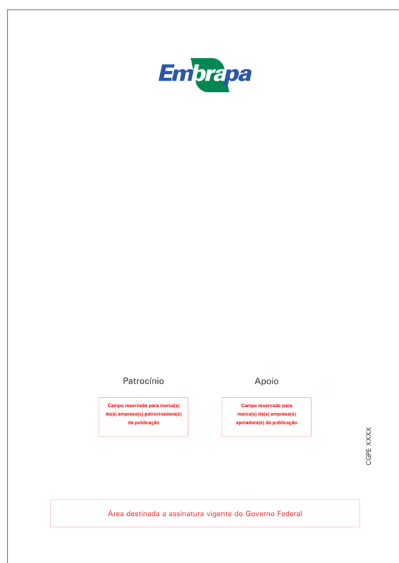 Embrapa
Patrocínio
Apoio
Campo reservado para marca(s)
da(s) empresa(s) patrocinadora(s)
da publicação
Campo reservado para
marca(s) da(s) empresa(s)
apoiadora(s) da publicação
CGPE XXXX
Área destinada a assinatura vigente do Governo Federal